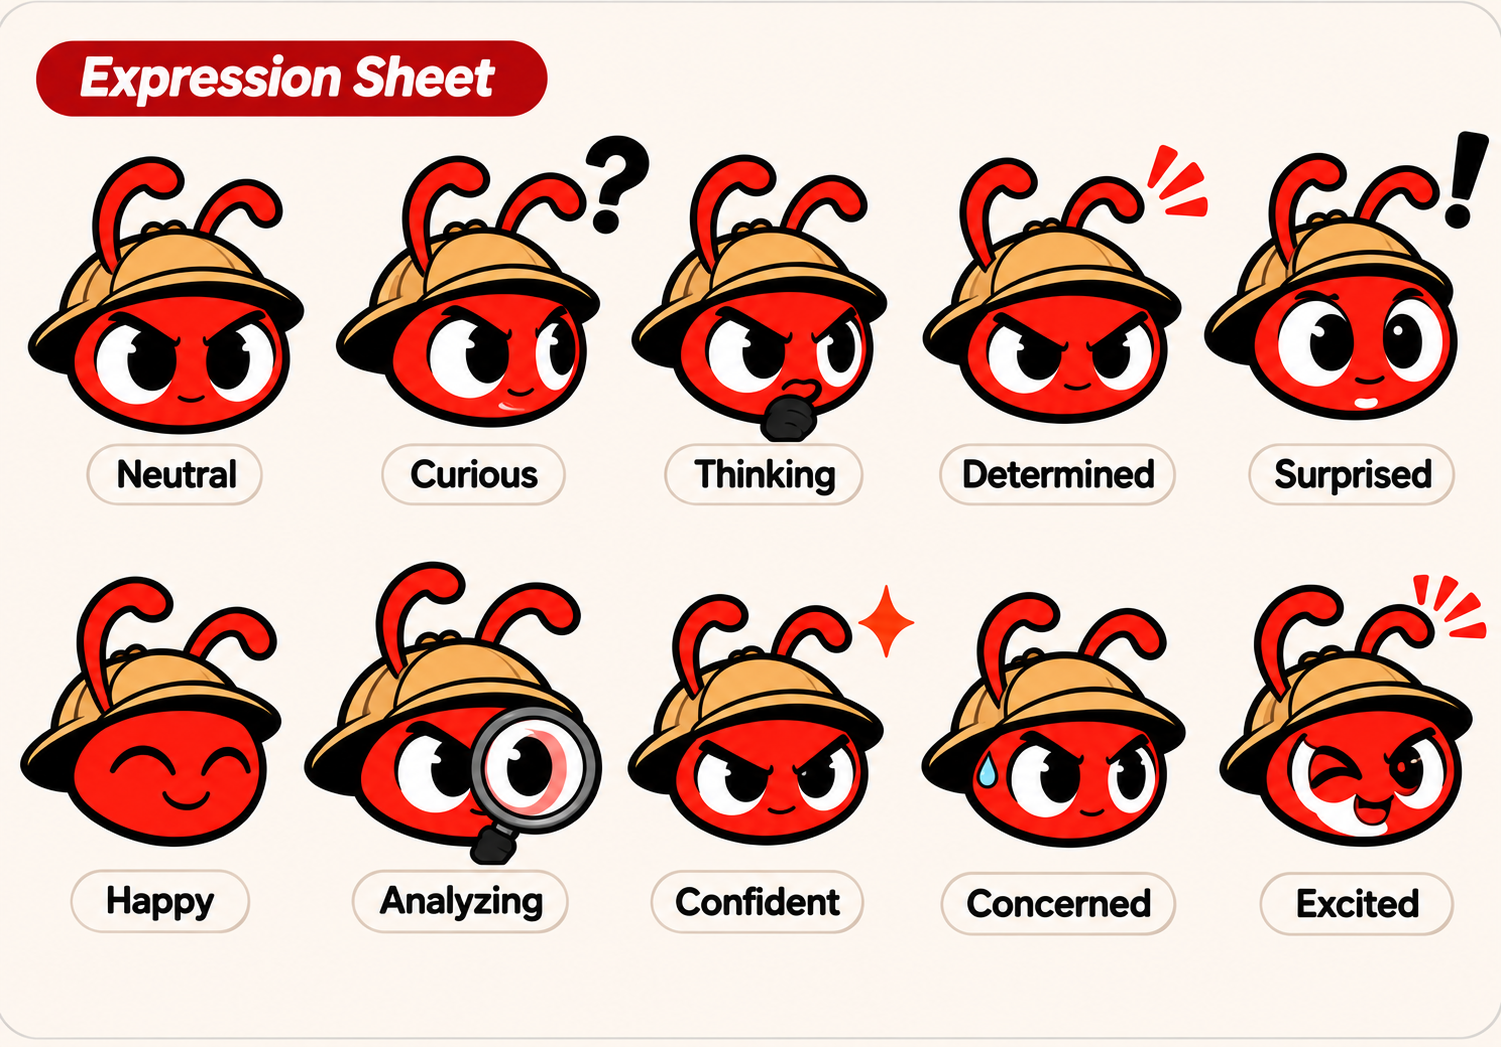 Expression Sheet
?
!
Neutral
Curious
Thinking
Determined
Surprised
Happy
Analyzing
Confident
Concerned
Excited